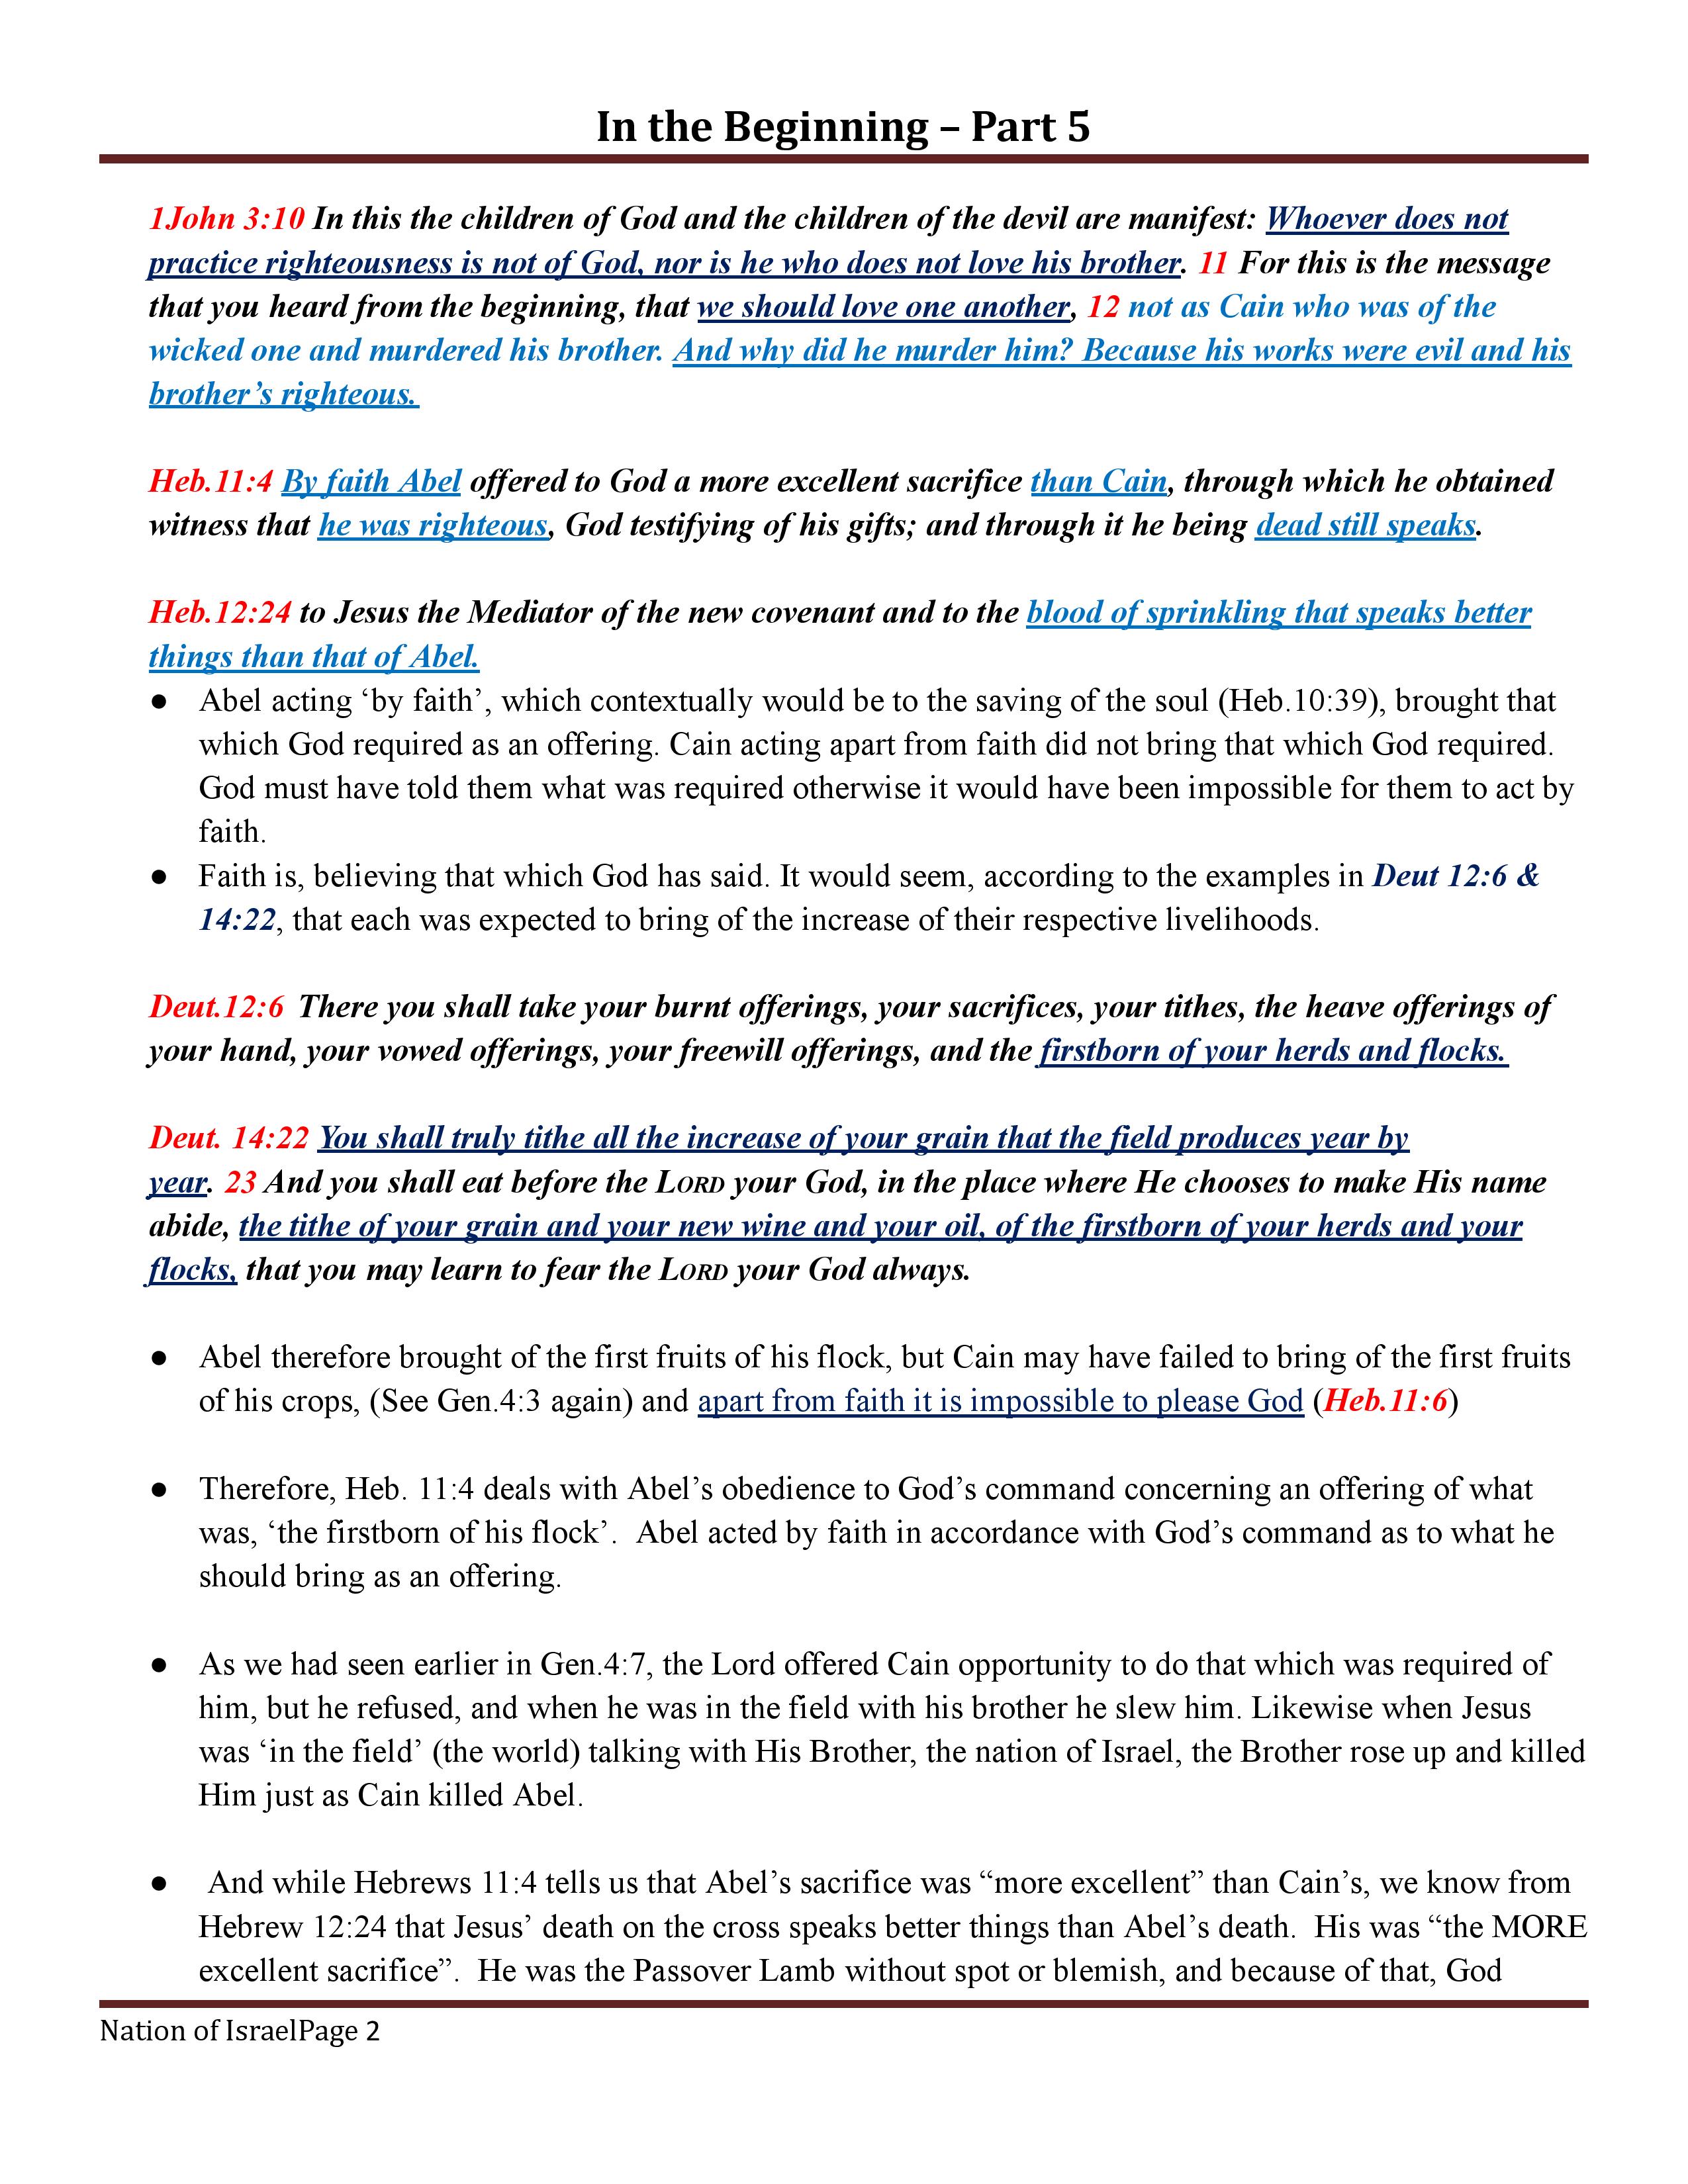 In the Beginning – Part 5
1John 3:10 In this the children of God and the children of the devil are manifest: Whoever does not
practice righteousness is not of God, nor is he who does not love his brother. 11 For this is the message
that you heard from the beginning, that we should love one another, 12 not as Cain who was of the
wicked one and murdered his brother. And why did he murder him? Because his works were evil and his
brother’s righteous.
Heb.11:4 By faith Abel offered to God a more excellent sacrifice than Cain, through which he obtained
witness that he was righteous, God testifying of his gifts; and through it he being dead still speaks.
Heb.12:24 to Jesus the Mediator of the new covenant and to the blood of sprinkling that speaks better
things than that of Abel.
● Abel acting ‘by faith’, which contextually would be to the saving of the soul (Heb.10:39), brought that
which God required as an offering. Cain acting apart from faith did not bring that which God required.
God must have told them what was required otherwise it would have been impossible for them to act by
faith.
● Faith is, believing that which God has said. It would seem, according to the examples in Deut 12:6 &
14:22, that each was expected to bring of the increase of their respective livelihoods.
Deut.12:6 There you shall take your burnt offerings, your sacrifices, your tithes, the heave offerings of
your hand, your vowed offerings, your freewill offerings, and the firstborn of your herds and flocks.
Deut. 14:22 You shall truly tithe all the increase of your grain that the field produces year by
year. 23 And you shall eat before the LORD your God, in the place where He chooses to make His name
abide, the tithe of your grain and your new wine and your oil, of the firstborn of your herds and your
flocks, that you may learn to fear the LORD your God always.
● Abel therefore brought of the first fruits of his flock, but Cain may have failed to bring of the first fruits
of his crops, (See Gen.4:3 again) and apart from faith it is impossible to please God (Heb.11:6)
● Therefore, Heb. 11:4 deals with Abel’s obedience to God’s command concerning an offering of what
was, ‘the firstborn of his flock’. Abel acted by faith in accordance with God’s command as to what he
should bring as an offering.
● As we had seen earlier in Gen.4:7, the Lord offered Cain opportunity to do that which was required of
him, but he refused, and when he was in the field with his brother he slew him. Likewise when Jesus
was ‘in the field’ (the world) talking with His Brother, the nation of Israel, the Brother rose up and killed
Him just as Cain killed Abel.
● And while Hebrews 11:4 tells us that Abel’s sacrifice was “more excellent” than Cain’s, we know from
Hebrew 12:24 that Jesus’ death on the cross speaks better things than Abel’s death. His was “the MORE
excellent sacrifice”. He was the Passover Lamb without spot or blemish, and because of that, God
Nation of IsraelPage 2